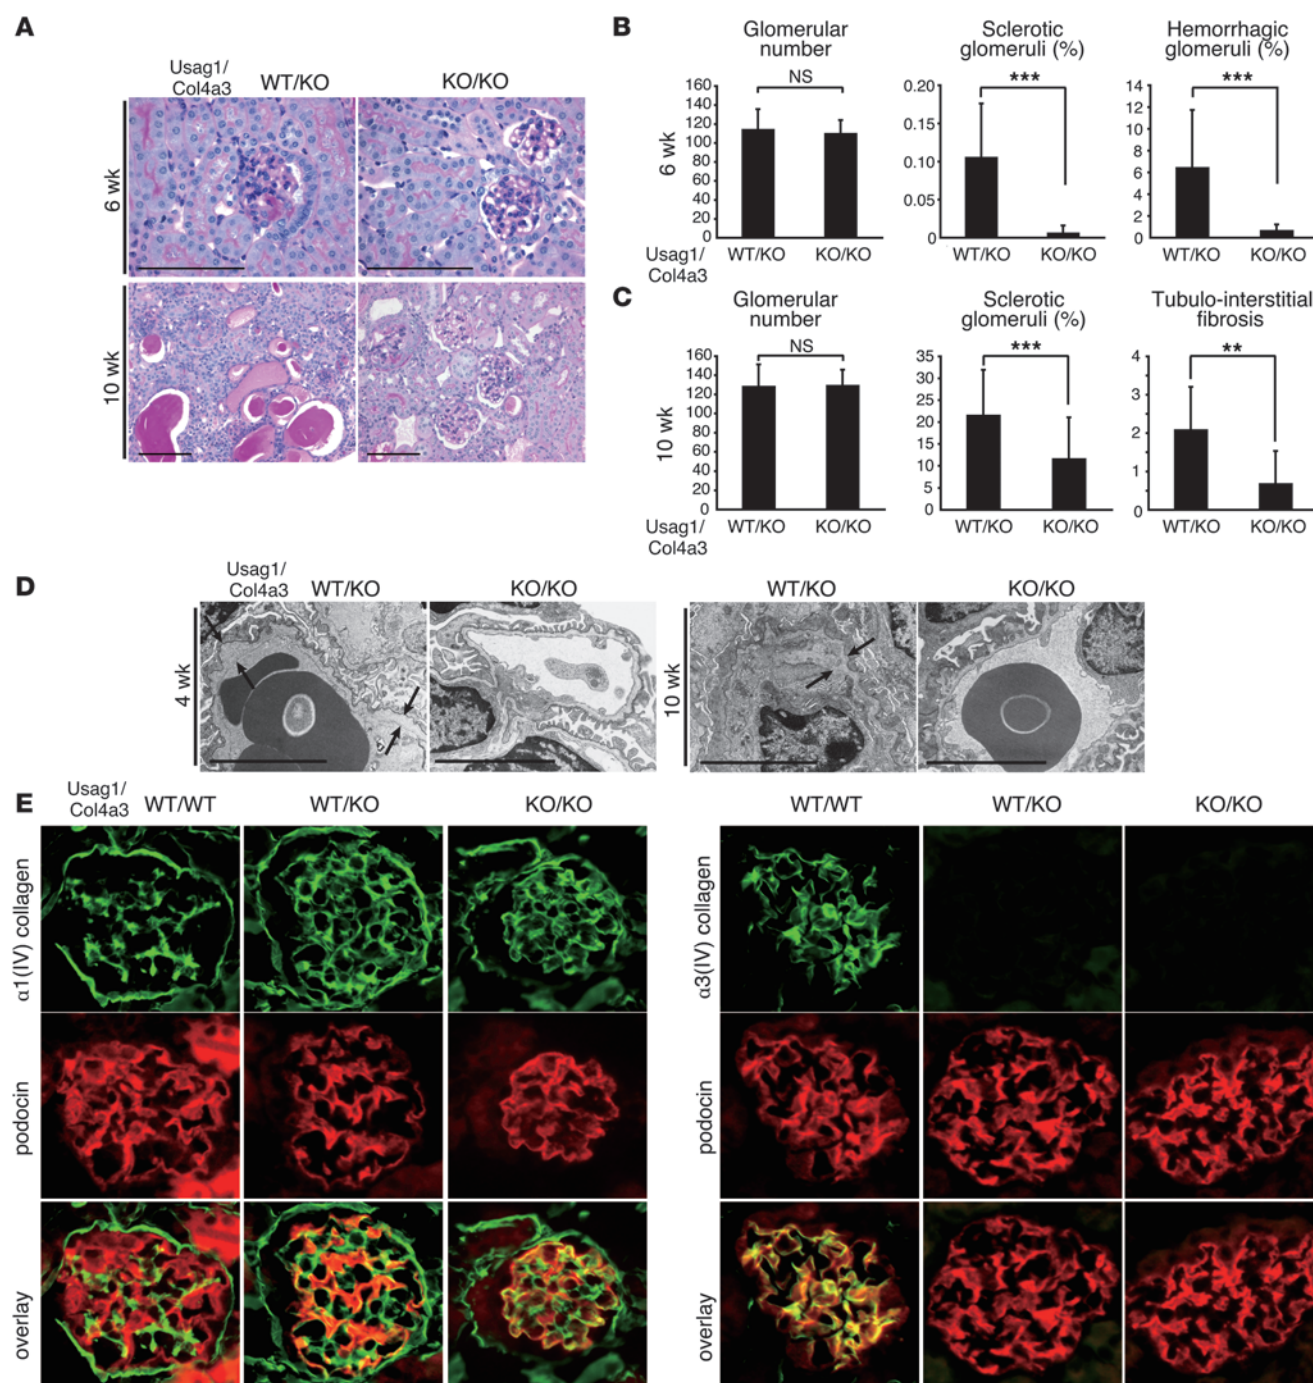 A
Usag1/
Col4a3
WT/KO
KO/KO
6 wk
10 wk
B
Glomerular
number
Sclerotic
glomeruli (%)
Hemorrhagic
glomeruli (%)
6 wk
160
140
120
100
80
60
40
20
0
NS
0.20
0.15
0.10
0.05
0
***
14
12
10
8
6
4
2
0
***
Usag1/
Col4a3
WT/KO
KO/KO
WT/KO
KO/KO
WT/KO
KO/KO
C
Glomerular
number
Sclerotic
glomeruli (%)
Tubulo-interstitial
fibrosis
10 wk
160
140
120
100
80
60
40
20
0
NS
35
30
25
20
15
10
5
0
***
4
3
2
1
0
**
Usag1/
Col4a3
WT/KO
KO/KO
WT/KO
KO/KO
WT/KO
KO/KO
D
Usag1/
Col4a3
WT/KO
KO/KO
WT/KO
KO/KO
4 wk
10 wk
E
Usag1/
Col4a3
WT/WT
WT/KO
KO/KO
WT/WT
WT/KO
KO/KO
α1(IV) collagen
podocin
overlay
α3(IV) collagen
podocin
overlay